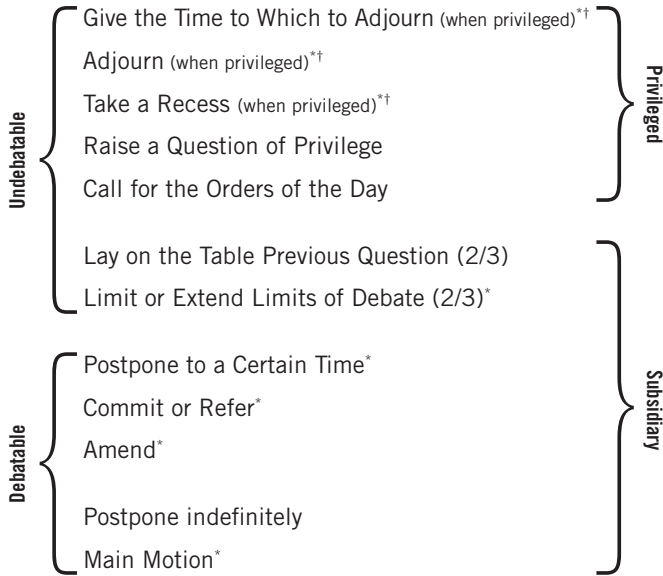 Give the Time to Which to Adjourn (when privileged)*†
Adjourn (when privileged)*†
Take a Recess (when privileged)*†
Raise a Question of Privilege
Call for the Orders of the Day
Undebatable
Privileged
Lay on the Table Previous Question (2/3)
Limit or Extend Limits of Debate (2/3)*
Postpone to a Certain Time*
Commit or Refer*
Amend*
Postpone indefinitely
Main Motion*
Debatable
Subsidiary